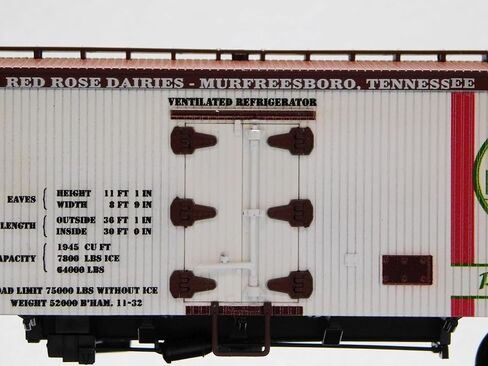 RED ROSE DAIRIES - MURFREESBORO, TENNESSEE
VENTILATED REFRIGERATOR
EAVES { HEIGHT 11 FT 1 IN
WIDTH 8 FT 9 IN
LENGTH { OUTSIDE 36 FT 1 IN
INSIDE 30 FT 0 IN
APACITY { 1945 CU FT
7800 LBS ICE
64000 LBS
OAD LIMIT 75000 LBS WITHOUT ICE
WEIGHT 52000 B'HAM. 11-32